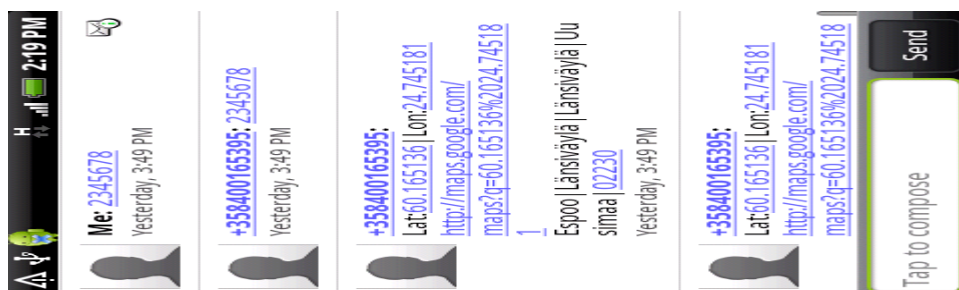 H 2:19 PM
Me: 2345678
Yesterday, 3:49 PM
+358400165395: 2345678
Yesterday, 3:49 PM
+358400165395:
Lat:60.165136|Lon:24.745181
http://maps.google.com/
maps?q=60.165136%2024.74518
1
Espoo|Länsiväylä|Länsiväylä|Uu
simaa|02230
Yesterday, 3:49 PM
+358400165395:
Lat:60.165136|Lon:24.745181
http://maps.google.com/
maps?q=60.165136%2024.74518
Tap to compose
Send